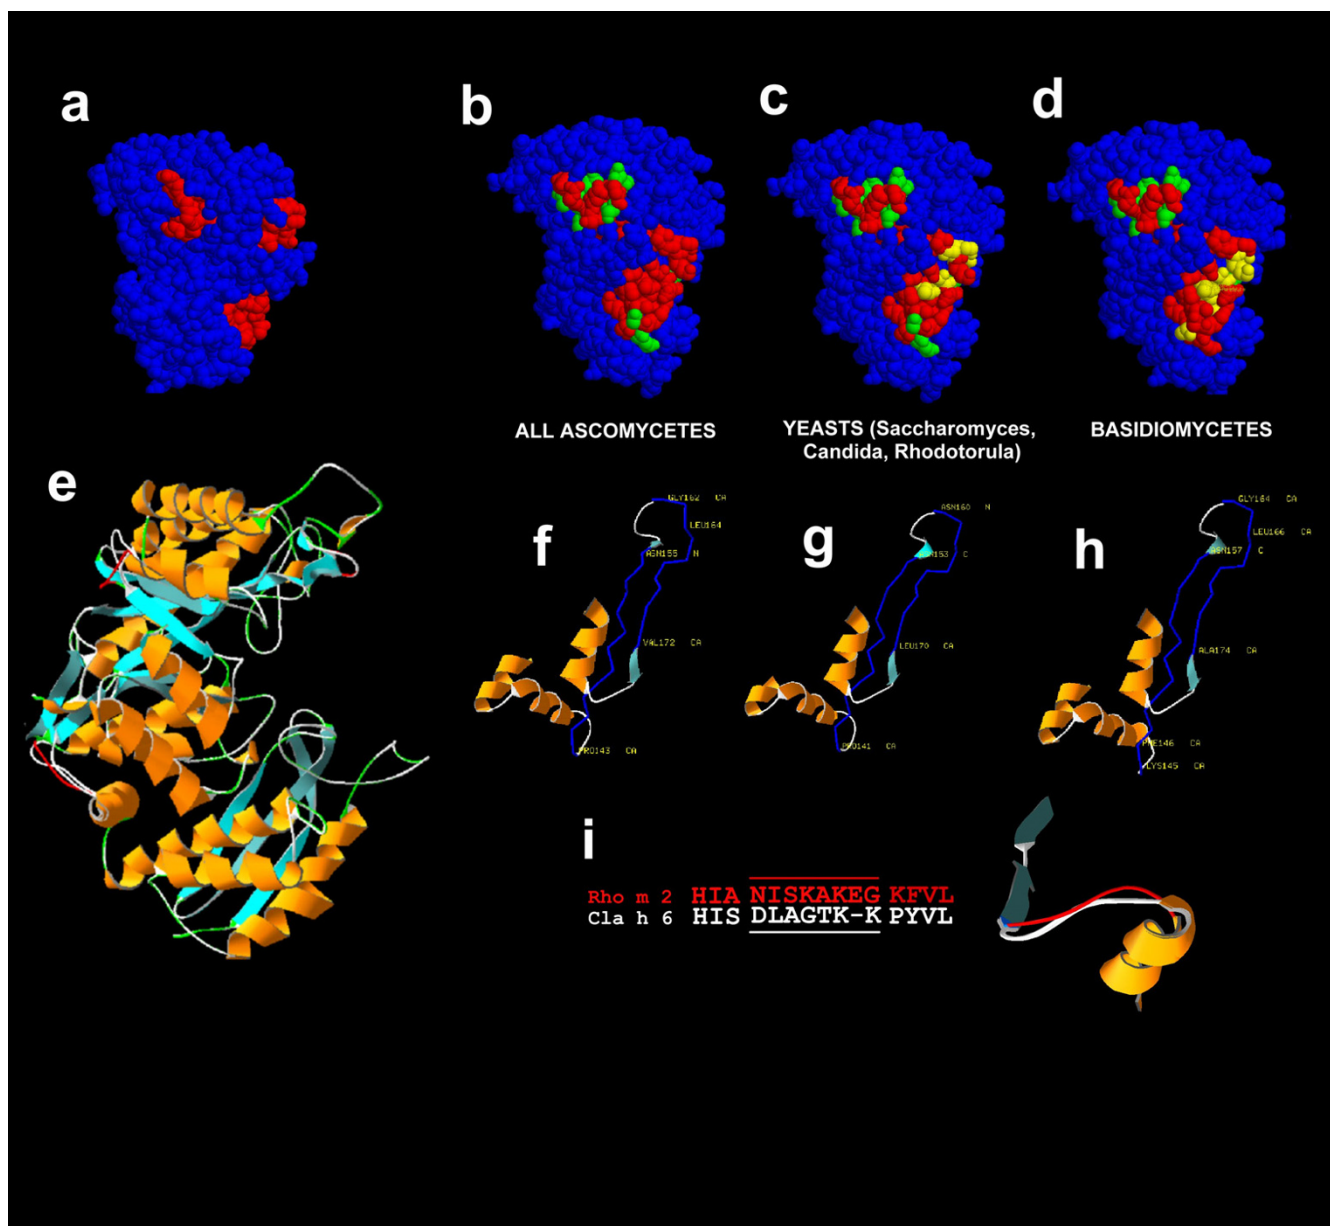 a
b
c
d
ALL ASCOMYCETES
YEASTS (Saccharomyces,
Candida, Rhodotorula)
BASIDIOMYCETES
e
f
GLY162 CA
LEU164
ASN155 N
VAL172 CA
PRO143 CA
g
ASN160 N
C
LEU170 CA
PRO141 CA
h
GLY164 CA
LEU166 CA
ASN157 C
ALA174 CA
PHE146 CA
LYS145 CA
i
Rho m 2 HIA NISKAKEG KFVL
Cla h 6 HIS DLAGTK-K PYVL